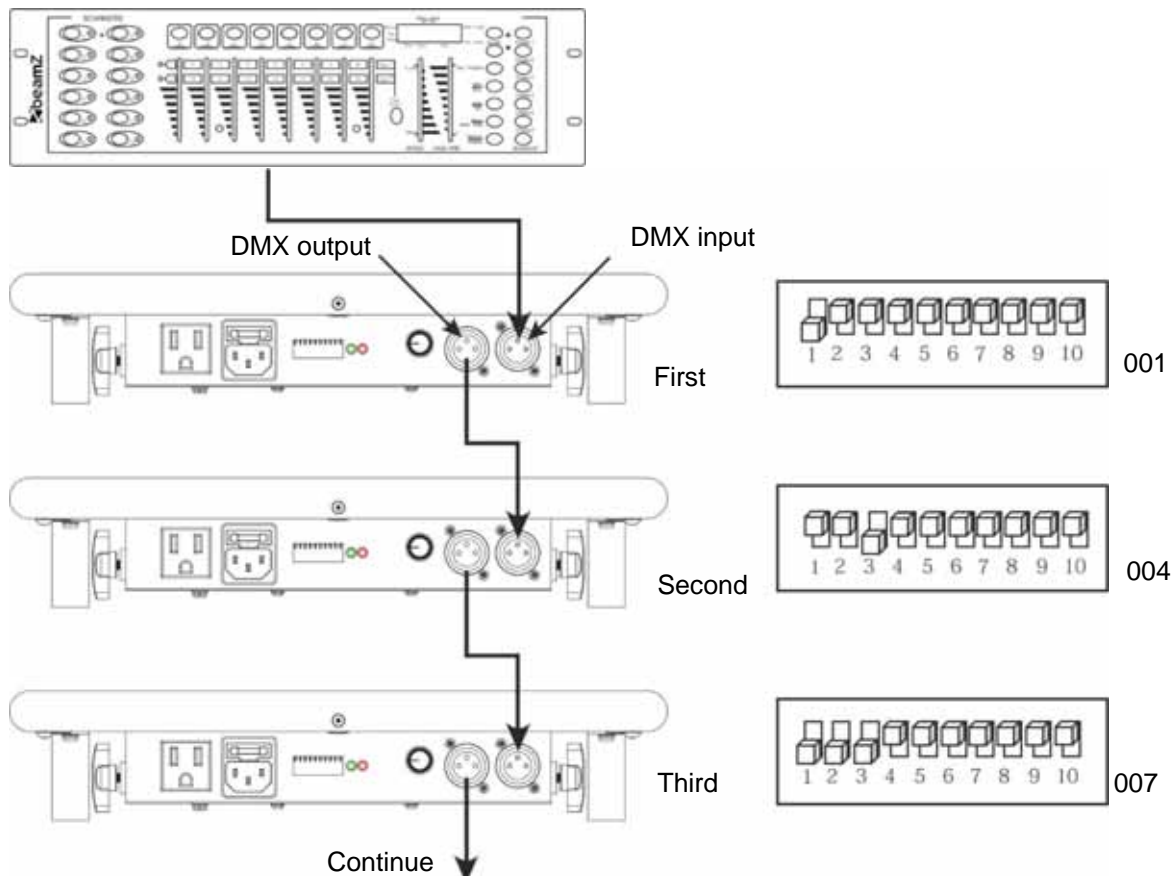 beamZ
SCANNERS
DMX output
DMX input
First
1 2 3 4 5 6 7 8 9 10
001
Second
1 2 3 4 5 6 7 8 9 10
004
Third
1 2 3 4 5 6 7 8 9 10
007
Continue